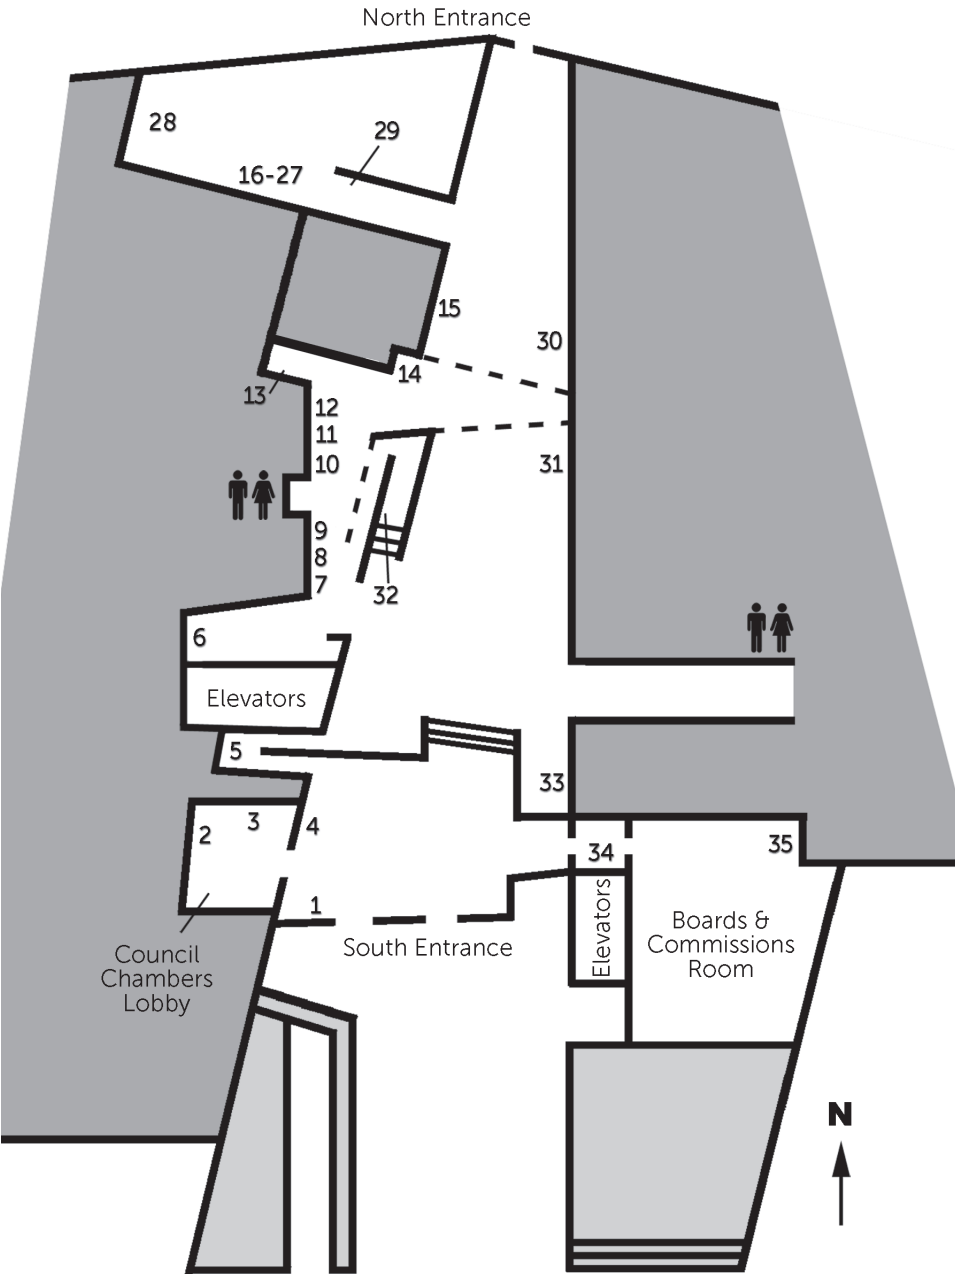 North Entrance
28
29
16-27
15
30
14
13
12
11
10
31
9
8
7
32
6
Elevators
5
33
3
2
4
34
35
1
Elevators
South Entrance
Boards &
Commissions
Room
Council
Chambers
Lobby
N